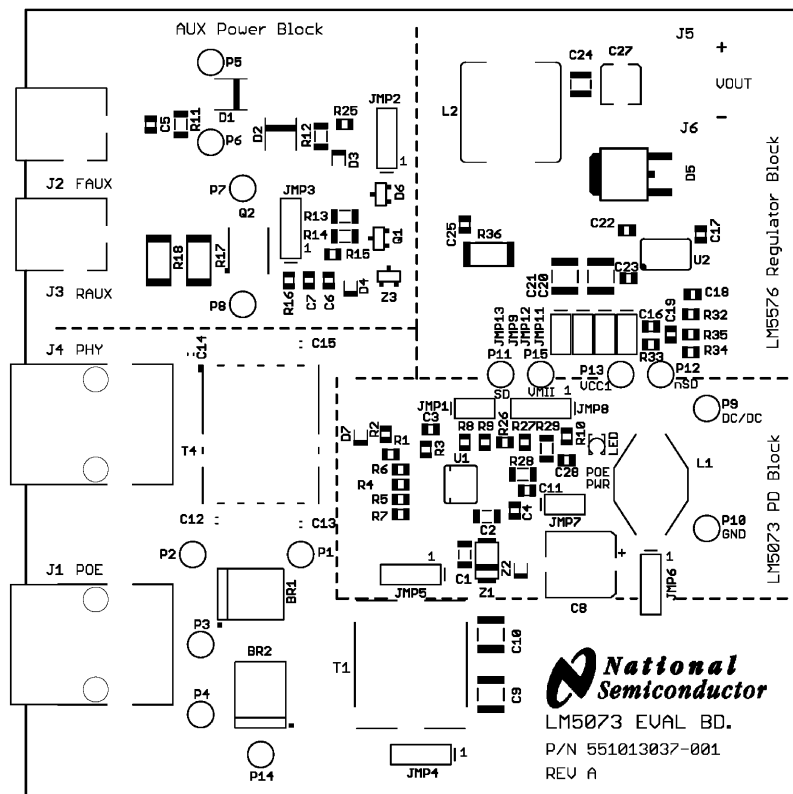 AUX Power Block
P5
D1
C5
R11
P6
D2
R12
R25
D3
JMP2
1
J2 FAUX
P7
Q2
JMP3
1
R13
R14
R15
D6
Q1
Z3
D4
R18
R17
R16
C7
C6
J3 RAUX
P8
C24
C27
J5
+
VOUT
-
J6
L2
D5
C25
R36
C22
C17
U2
C21
C20
C23
C18
R32
R35
R34
C16
C19
R33
JMP13
JMP9
JMP12
JMP11
LM5576 Regulator Block
P11
SD
P15
VMII 1
P13
VCC1
P12
nSD
J4 PHY
C14
C15
T4
C12
C13
JMP1
JMP8
P9
DC/DC
D7
R2
C3
R1
R3
R8
R9
R26
R27
R29
R10
LED
U1
R6
R4
R5
R7
R28
C28
C11
C4
C2
POE
PWR
L1
JMP7
P10
GND
LM5073 PD Block
P2
P1
J1 POE
BR1
JMP5
1
C1
Z1
Z2
C8
+
JMP6
1
P3
BR2
P4
P14
T1
C10
C9
JMP4
1
National
Semiconductor
LM5073 EVAL BD.
P/N 551013037-001
REV A